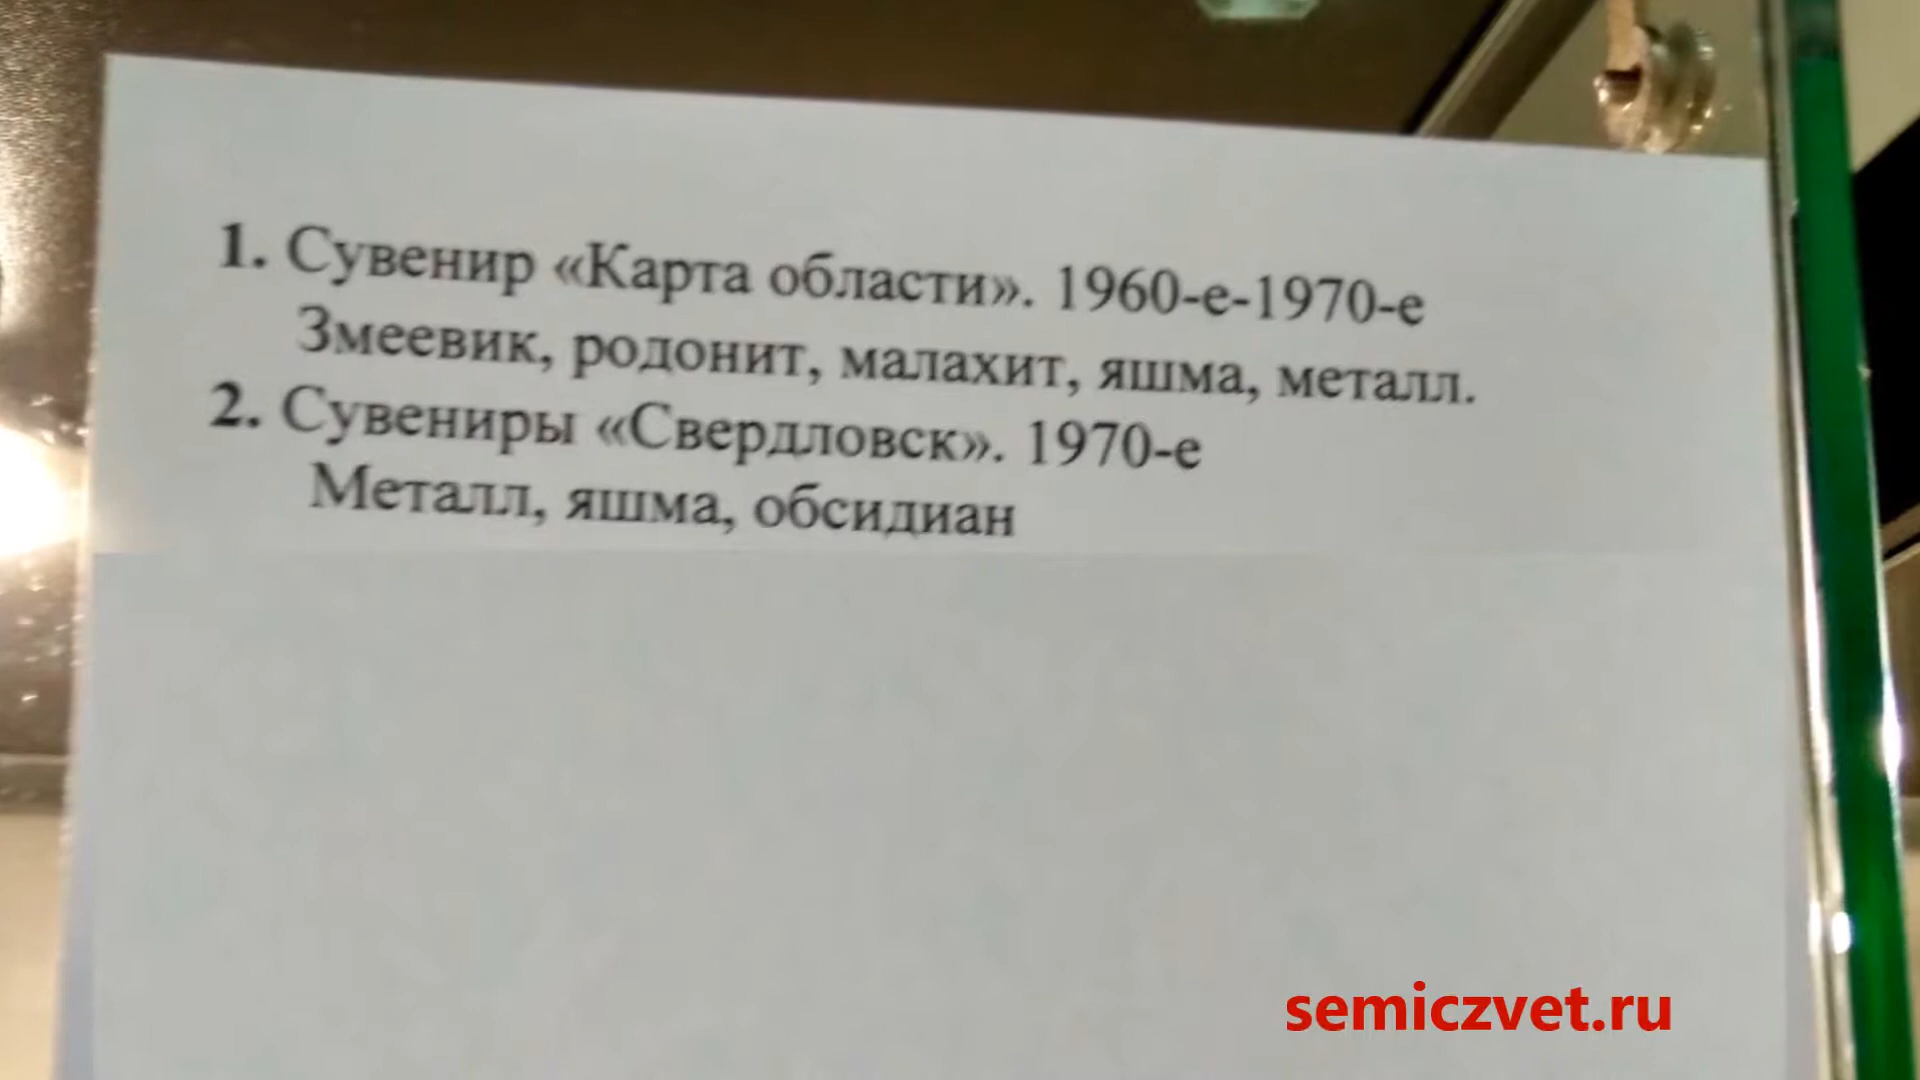 1. Сувенир «Карта области». 1960-е-1970-е
Змеевик, родонит, малахит, яшма, металл.
2. Сувениры «Свердловск». 1970-е
Металл, яшма, обсидиан
semiczvet.ru